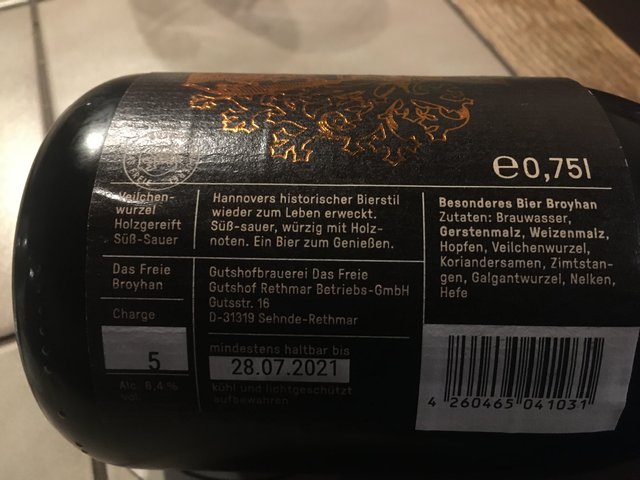 ℮0,75l
Veilchen-
wurzel
Holzgereift
Süß-Sauer
Hannovers historischer Bierstil
wieder zum Leben erweckt.
Süß-sauer, würzig mit Holz-
noten. Ein Bier zum Genießen.
Besonderes Bier Broyhan
Zutaten: Brauwasser,
Gerstenmalz, Weizenmalz,
Hopfen, Veilchenwurzel,
Koriandersamen, Zimtstan-
gen, Galgantwurzel, Nelken,
Hefe
Das Freie
Broyhan
Gutshofbrauerei Das Freie
Gutshof Rethmar Betriebs-GmbH
Gutsstr. 16
D-31319 Sehnde-Rethmar
Charge
5
Alc. 6,4 %
vol.
mindestens haltbar bis
28.07.2021
kühl und lichtgeschützt
aufbewahren
4 260465 041031